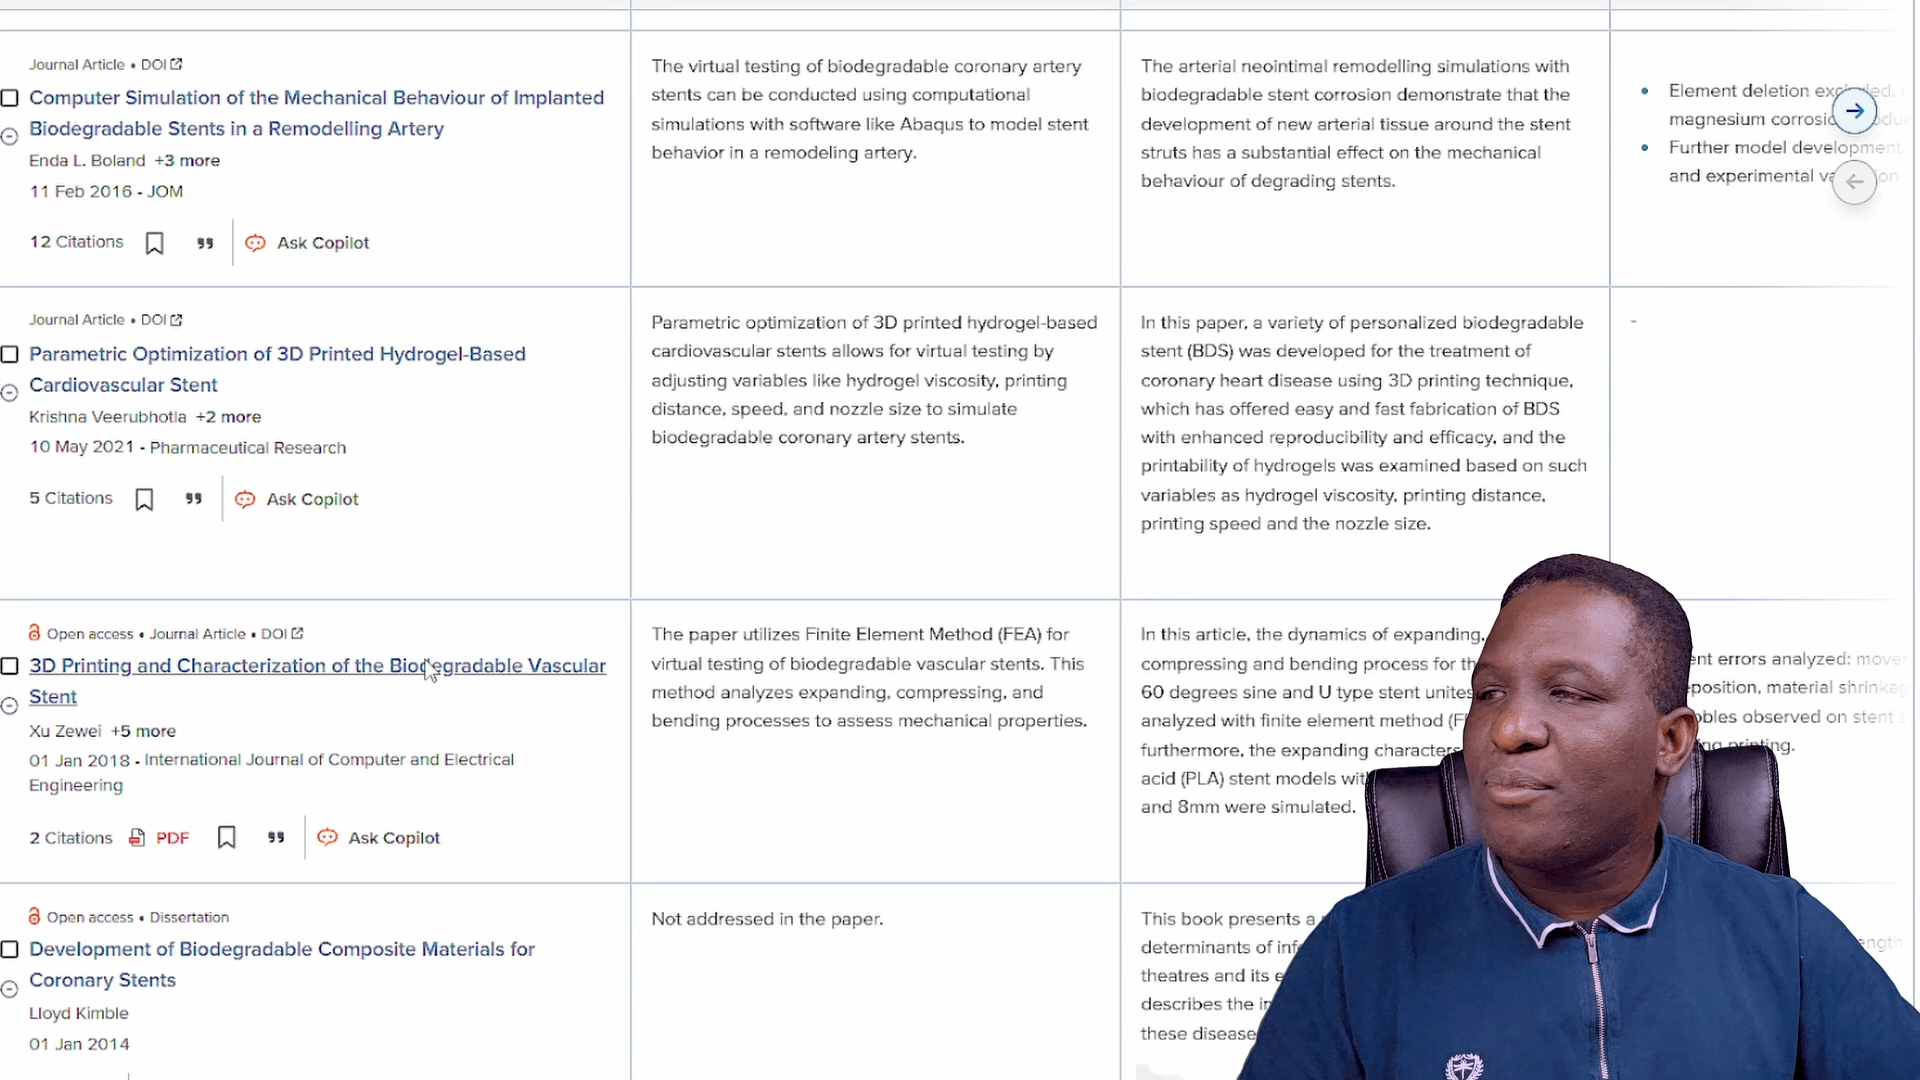 Journal Article • DOI
Computer Simulation of the Mechanical Behaviour of Implanted
Biodegradable Stents in a Remodelling Artery
Enda L. Boland +3 more
11 Feb 2016 - JOM
12 Citations
Ask Copilot
The virtual testing of biodegradable coronary artery
stents can be conducted using computational
simulations with software like Abaqus to model stent
behavior in a remodeling artery.
The arterial neointimal remodelling simulations with
biodegradable stent corrosion demonstrate that the
development of new arterial tissue around the stent
struts has a substantial effect on the mechanical
behaviour of degrading stents.
• Element deletion
magnesium
• Further model development,
and experimental
Journal Article • DOI
Parametric Optimization of 3D Printed Hydrogel-Based
Cardiovascular Stent
Krishna Veerubhotla +2 more
10 May 2021 - Pharmaceutical Research
5 Citations
Ask Copilot
Parametric optimization of 3D printed hydrogel-based
cardiovascular stents allows for virtual testing by
adjusting variables like hydrogel viscosity, printing
distance, speed, and nozzle size to simulate
biodegradable coronary artery stents.
In this paper, a variety of personalized biodegradable
stent (BDS) was developed for the treatment of
coronary heart disease using 3D printing technique,
which has offered easy and fast fabrication of BDS
with enhanced reproducibility and efficacy, and the
printability of hydrogels was examined based on such
variables as hydrogel viscosity, printing distance,
printing speed and the nozzle size.
-
Open access • Journal Article • DOI
3D Printing and Characterization of the Biodegradable Vascular
Stent
Xu Zewei +5 more
01 Jan 2018 - International Journal of Computer and Electrical
Engineering
2 Citations
PDF
Ask Copilot
The paper utilizes Finite Element Method (FEA) for
virtual testing of biodegradable vascular stents. This
method analyzes expanding, compressing, and
bending processes to assess mechanical properties.
In this article, the dynamics of expanding,
compressing and bending process for
60 degrees sine and U type stent unites
analyzed with finite element method
furthermore, the expanding
acid (PLA) stent models
and 8mm were simulated.
errors analyzed:
material
observed on stent
printing.
Open access • Dissertation
Development of Biodegradable Composite Materials for
Coronary Stents
Lloyd Kimble
01 Jan 2014
Not addressed in the paper.
This book presents a
determinants of
theatres and its
describes the
these